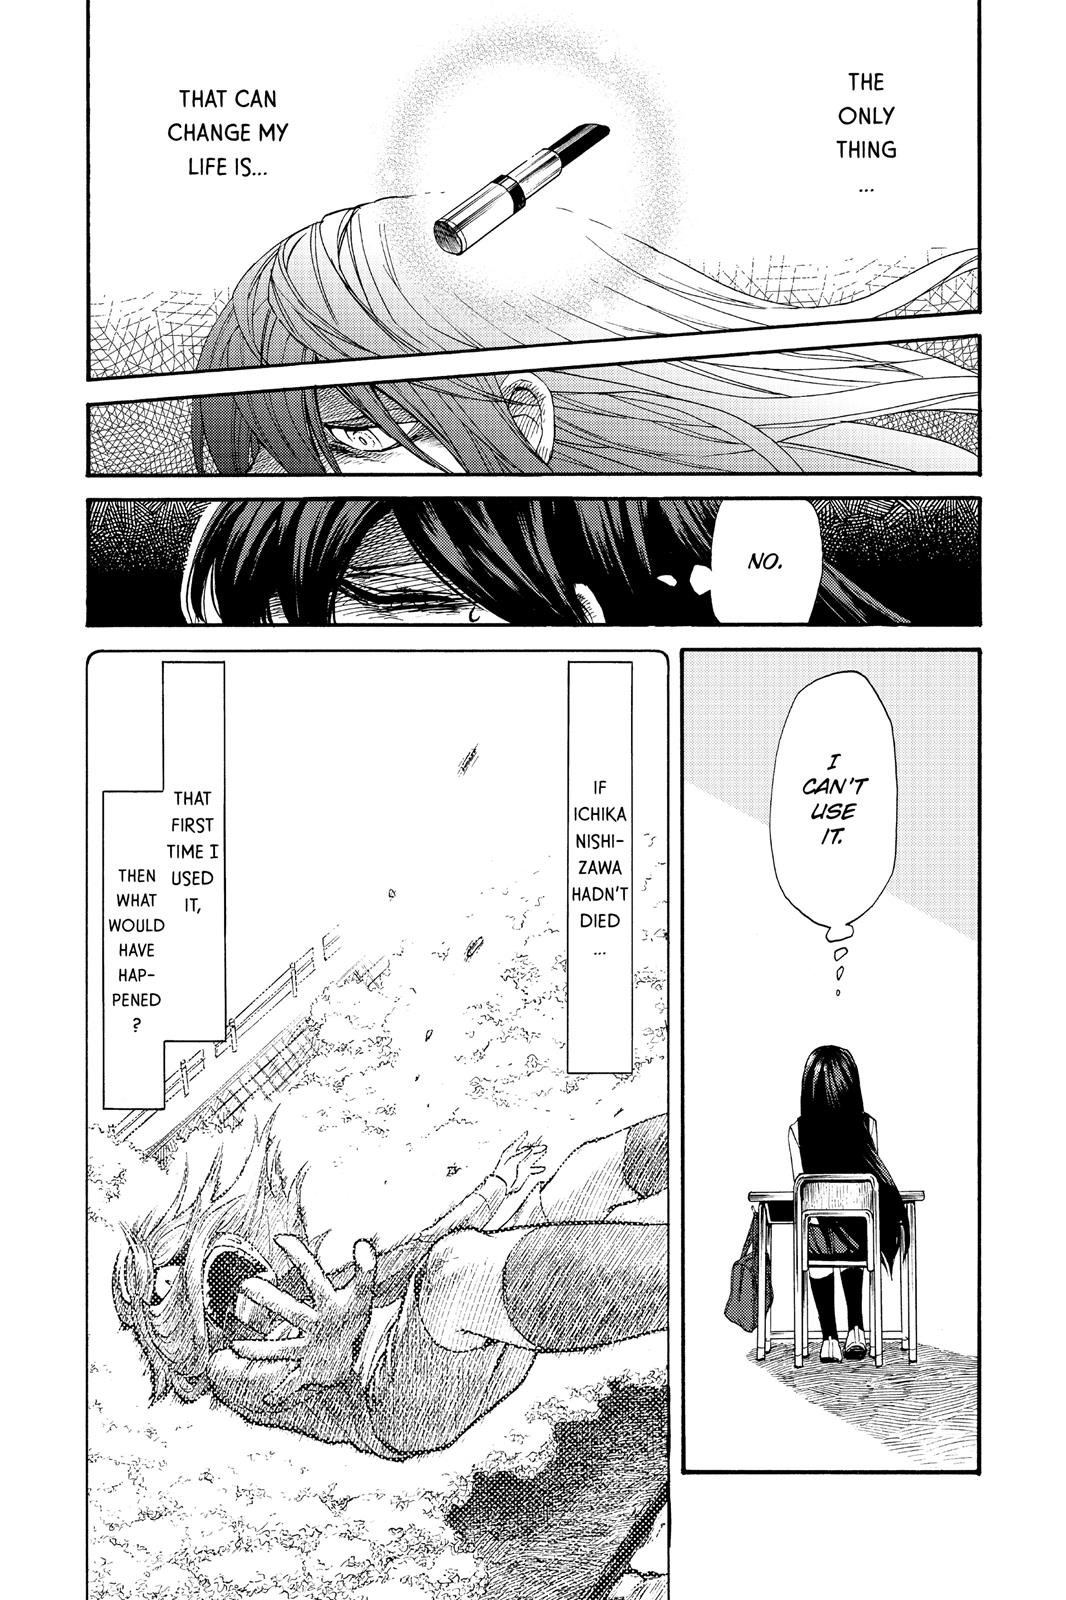 THE
ONLY
THING
...
THAT CAN
CHANGE MY
LIFE IS...
NO.
I
CAN'T
USE
IT.
IF
ICHIKA
NISHI-
ZAWA
HADN'T
DIED
...
THAT
FIRST
TIME I
USED
IT,
THEN
WHAT
WOULD
HAVE
HAP-
PENED
?